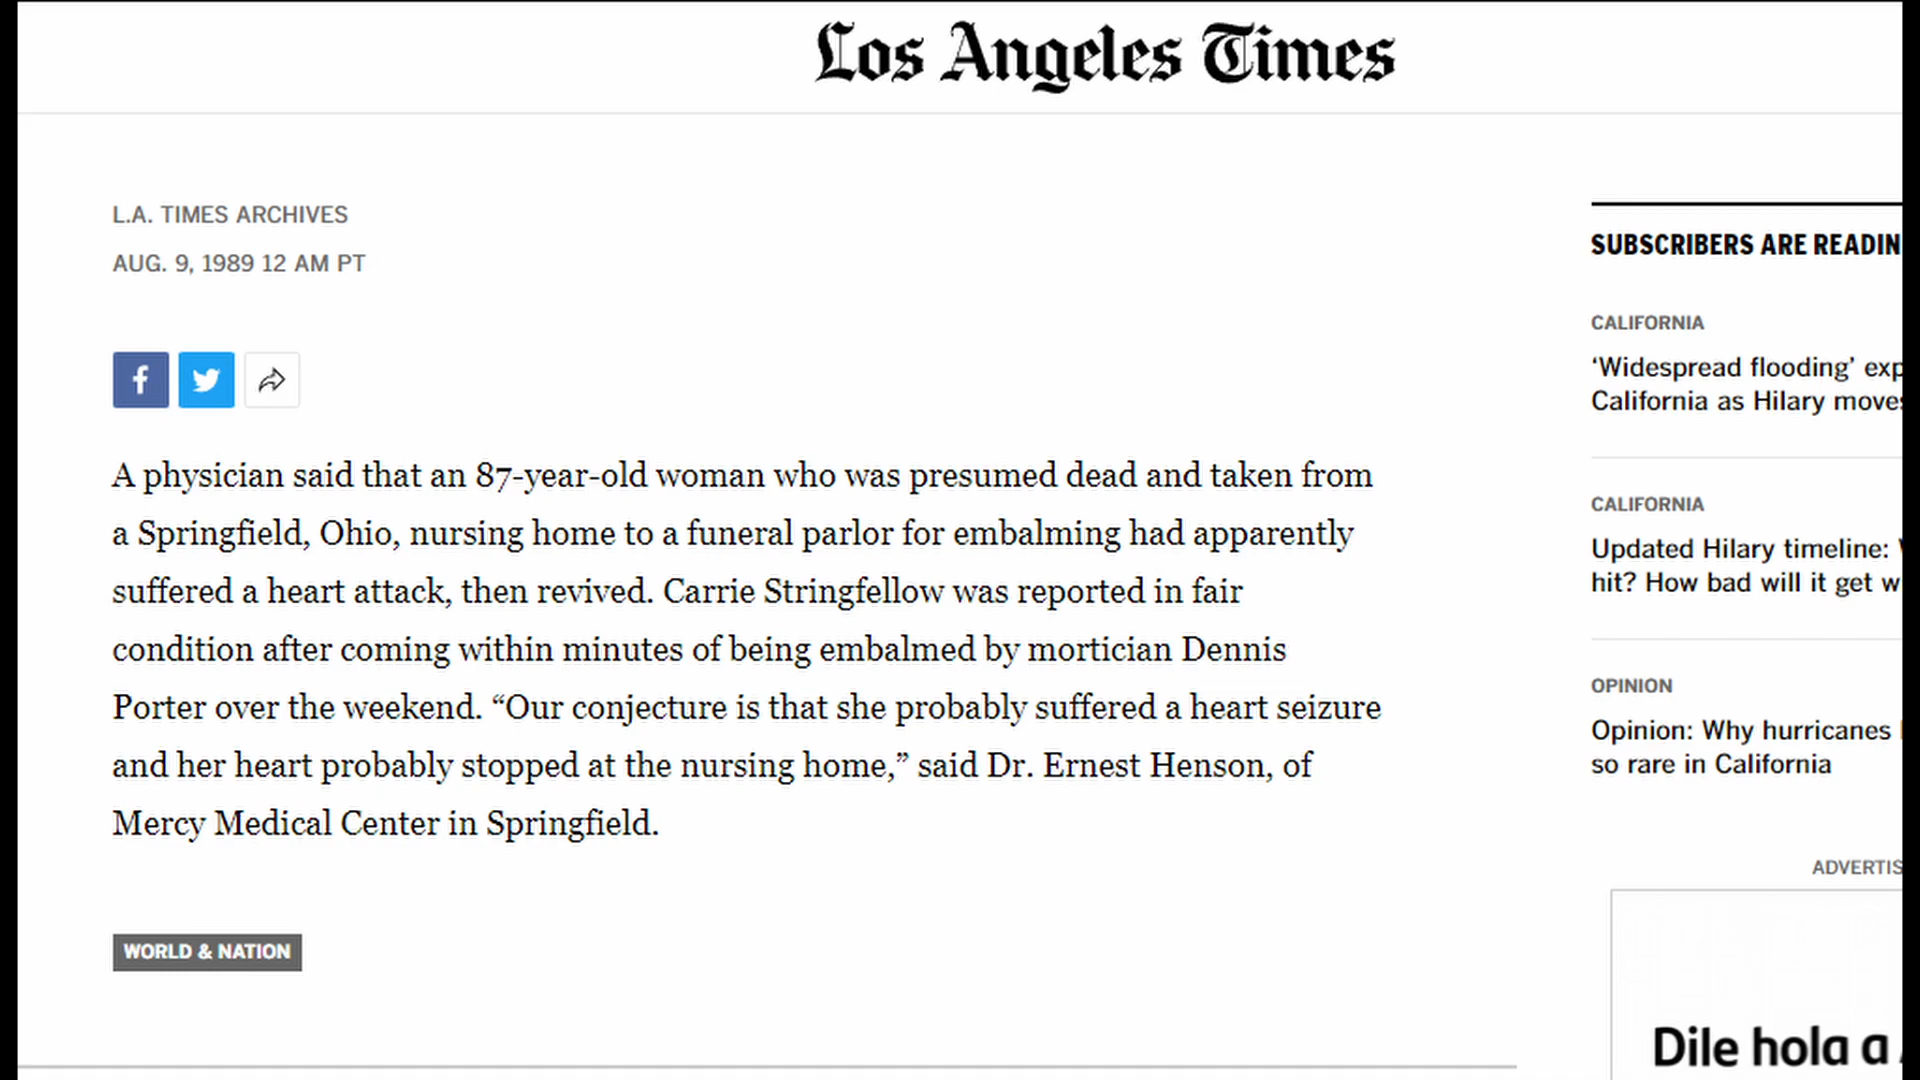 Los Angeles Times
L.A. TIMES ARCHIVES
AUG. 9, 1989 12 AM PT
A physician said that an 87-year-old woman who was presumed dead and taken from
a Springfield, Ohio, nursing home to a funeral parlor for embalming had apparently
suffered a heart attack, then revived. Carrie Stringfellow was reported in fair
condition after coming within minutes of being embalmed by mortician Dennis
Porter over the weekend. “Our conjecture is that she probably suffered a heart seizure
and her heart probably stopped at the nursing home,” said Dr. Ernest Henson, of
Mercy Medical Center in Springfield.
WORLD & NATION
SUBSCRIBERS ARE READIN
CALIFORNIA
‘Widespread flooding’ exp
California as Hilary moves
CALIFORNIA
Updated Hilary timeline:
hit? How bad will it get w
OPINION
Opinion: Why hurricanes
so rare in California
ADVERTIS
Dile hola a